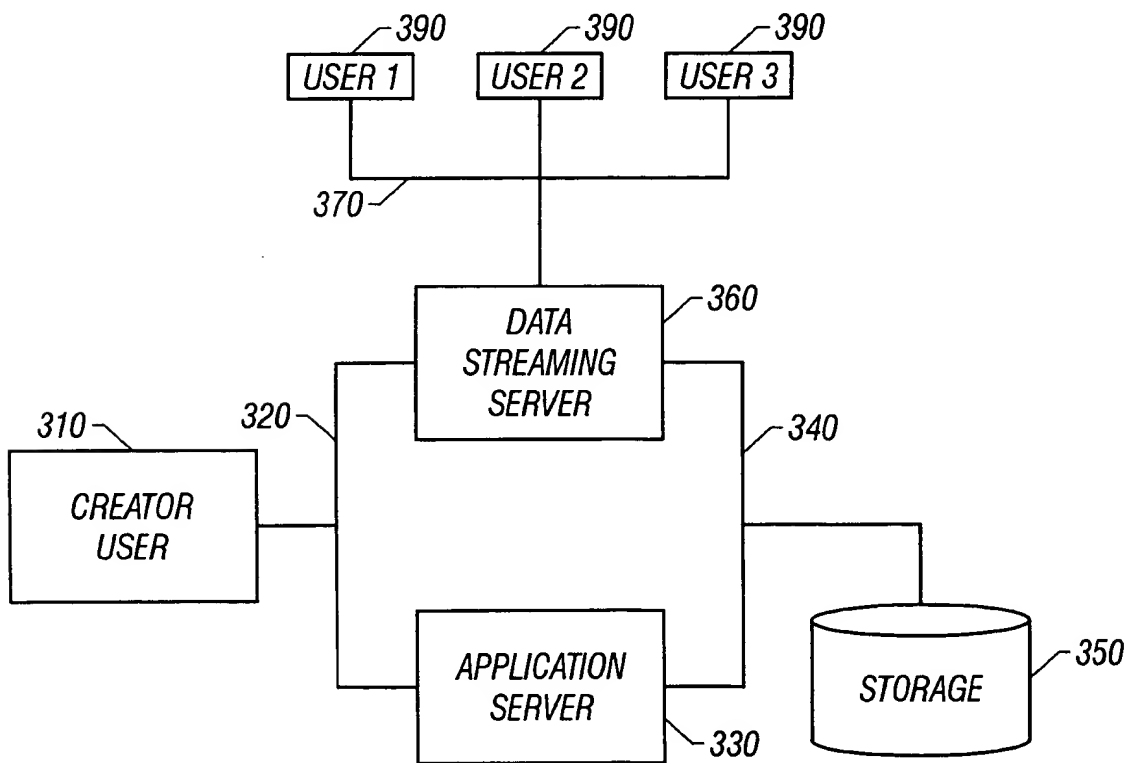 390 390 390
USER 1 USER 2 USER 3
370
360
DATA
STREAMING
SERVER
320
340
310
CREATOR
USER
APPLICATION
SERVER
330
STORAGE
350